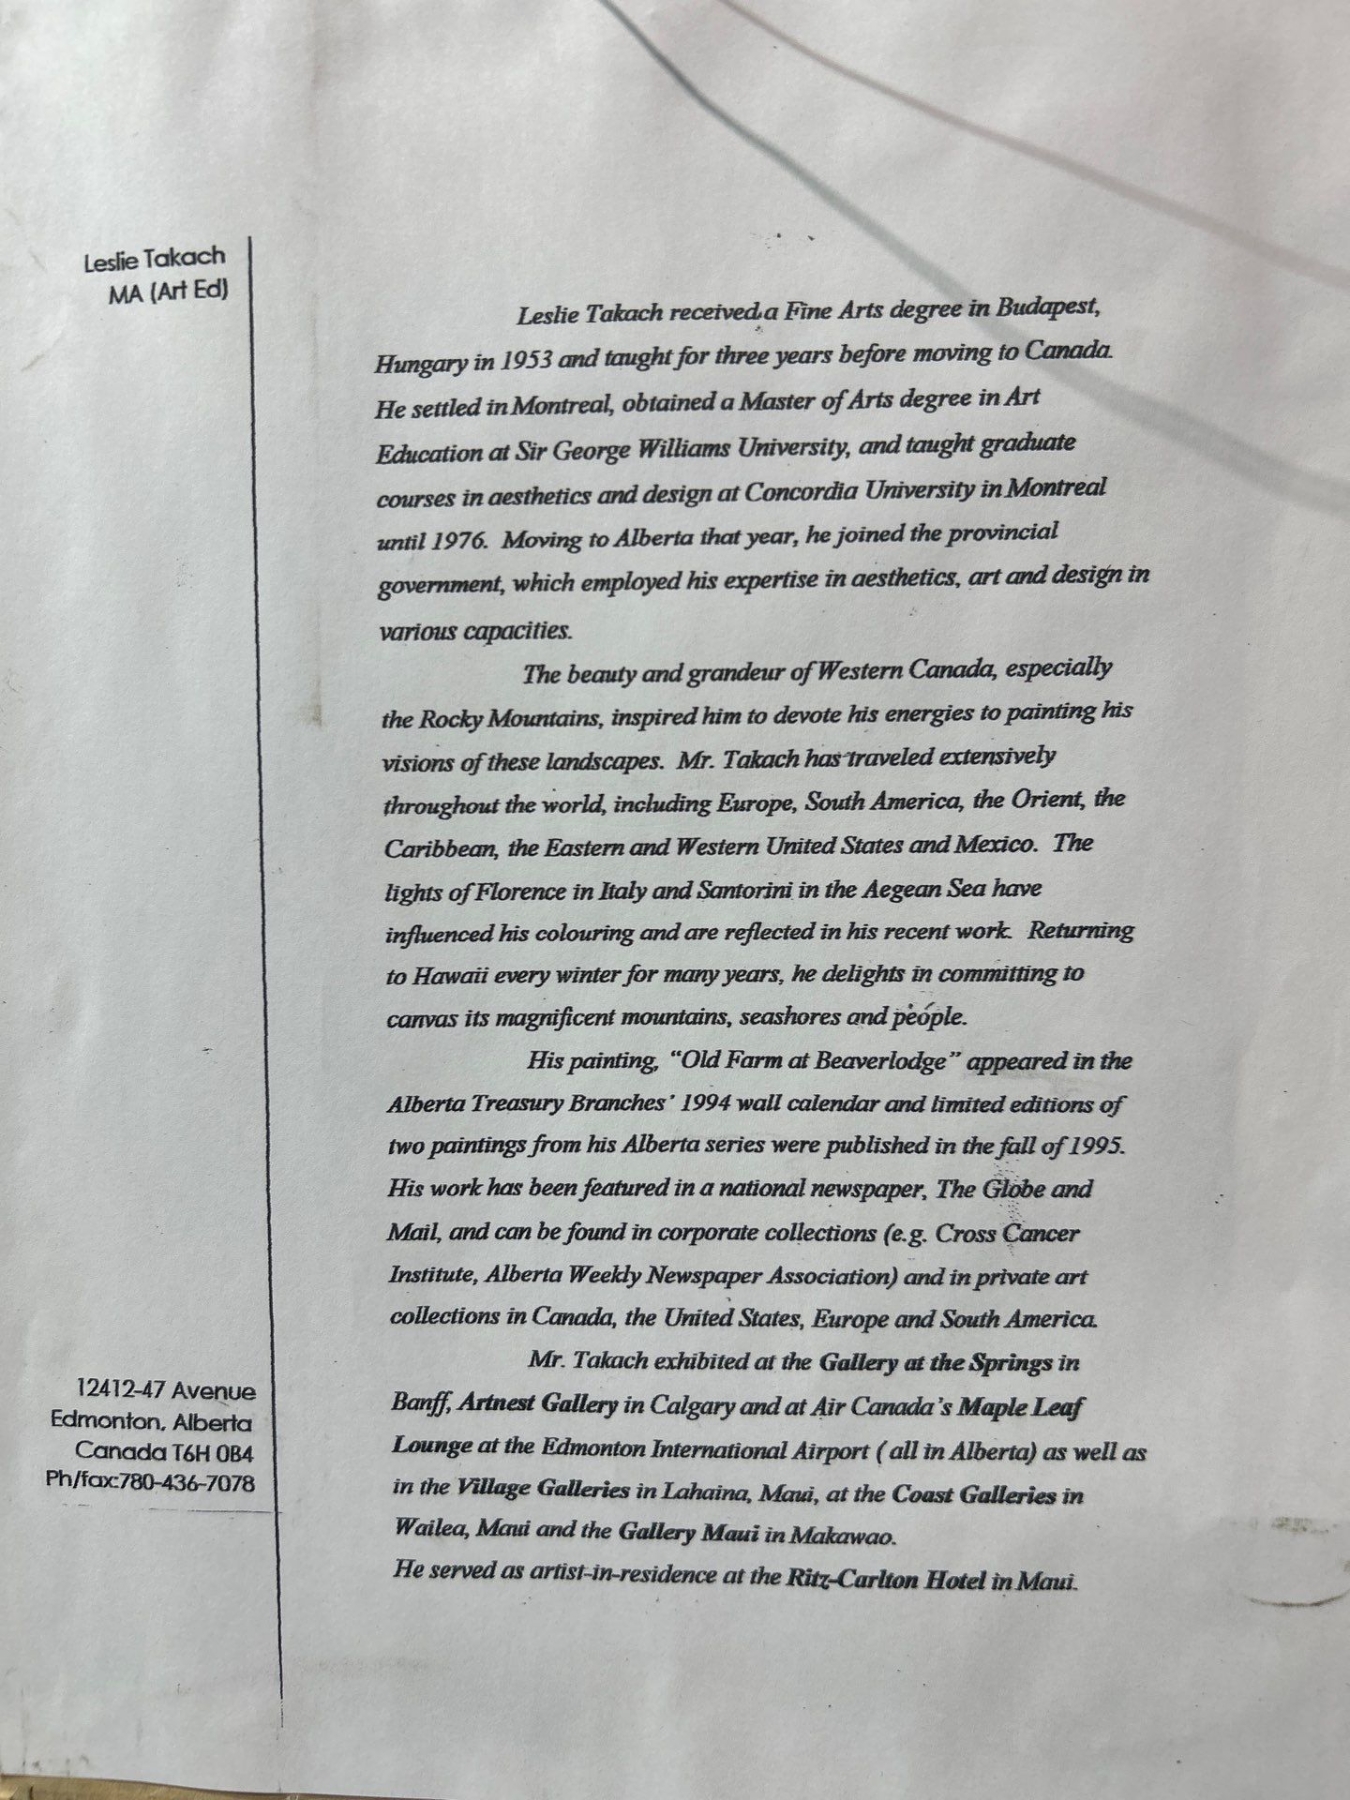 Leslie Takach
MA (Art Ed)
Leslie Takach received a Fine Arts degree in Budapest,
Hungary in 1953 and taught for three years before moving to Canada.
He settled in Montreal, obtained a Master of Arts degree in Art
Education at Sir George Williams University, and taught graduate
courses in aesthetics and design at Concordia University in Montreal
until 1976.  Moving to Alberta that year, he joined the provincial
government, which employed his expertise in aesthetics, art and design in
various capacities.
The beauty and grandeur of Western Canada, especially
the Rocky Mountains, inspired him to devote his energies to painting his
visions of these landscapes.  Mr. Takach has traveled extensively
throughout the world, including Europe, South America, the Orient, the
Caribbean, the Eastern and Western United States and Mexico.  The
lights of Florence in Italy and Santorini in the Aegean Sea have
influenced his colouring and are reflected in his recent work.  Returning
to Hawaii every winter for many years, he delights in committing to
canvas its magnificent mountains, seashores and people.
His painting, “Old Farm at Beaverlodge” appeared in the
Alberta Treasury Branches’ 1994 wall calendar and limited editions of
two paintings from his Alberta series were published in the fall of 1995.
His work has been featured in a national newspaper, The Globe and
Mail, and can be found in corporate collections (e.g. Cross Cancer
Institute, Alberta Weekly Newspaper Association) and in private art
collections in Canada, the United States, Europe and South America.
Mr. Takach exhibited at the Gallery at the Springs in
Banff, Artnest Gallery in Calgary and at Air Canada’s Maple Leaf
Lounge at the Edmonton International Airport ( all in Alberta) as well as
in the Village Galleries in Lahaina, Maui, at the Coast Galleries in
Wailea, Maui and the Gallery Maui in Makawao.
He served as artist-in-residence at the Ritz-Carlton Hotel in Maui.
12412-47 Avenue
Edmonton, Alberta
Canada T6H 0B4
Ph/fax:780-436-7078